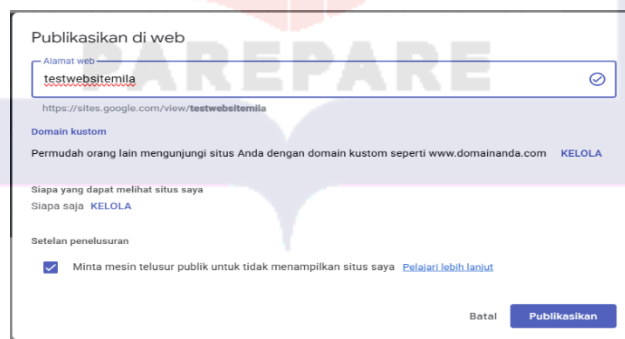 PAREPARE
Publikasikan di web
Alamat web
testwebsitemila
https://sites.google.com/view/testwebsitemila
Domain kustom
Permudah orang lain mengunjungi situs Anda dengan domain kustom seperti www.domainanda.com KELOLA
Siapa yang dapat melihat situs saya
Siapa saja KELOLA
Setelan penelusuran
Minta mesin telusur publik untuk tidak menampilkan situs saya Pelajari lebih lanjut
Batal Publikasikan